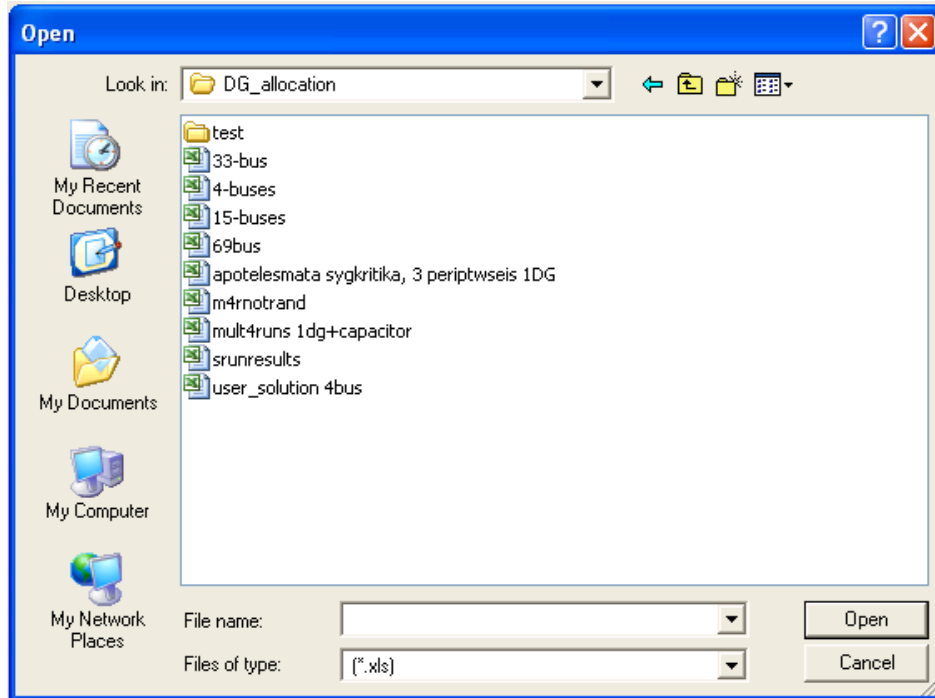 Open
Look in: DG_allocation
test
33-bus
4-buses
15-buses
69bus
apotelesmata sygkritika, 3 periptwseis 1DG
m4rnotrand
mult4runs 1dg+capacitor
srunresults
user_solution 4bus
My Recent
Documents
Desktop
My Documents
My Computer
My Network
Places
File name:
Open
Files of type: (*.xls)
Cancel